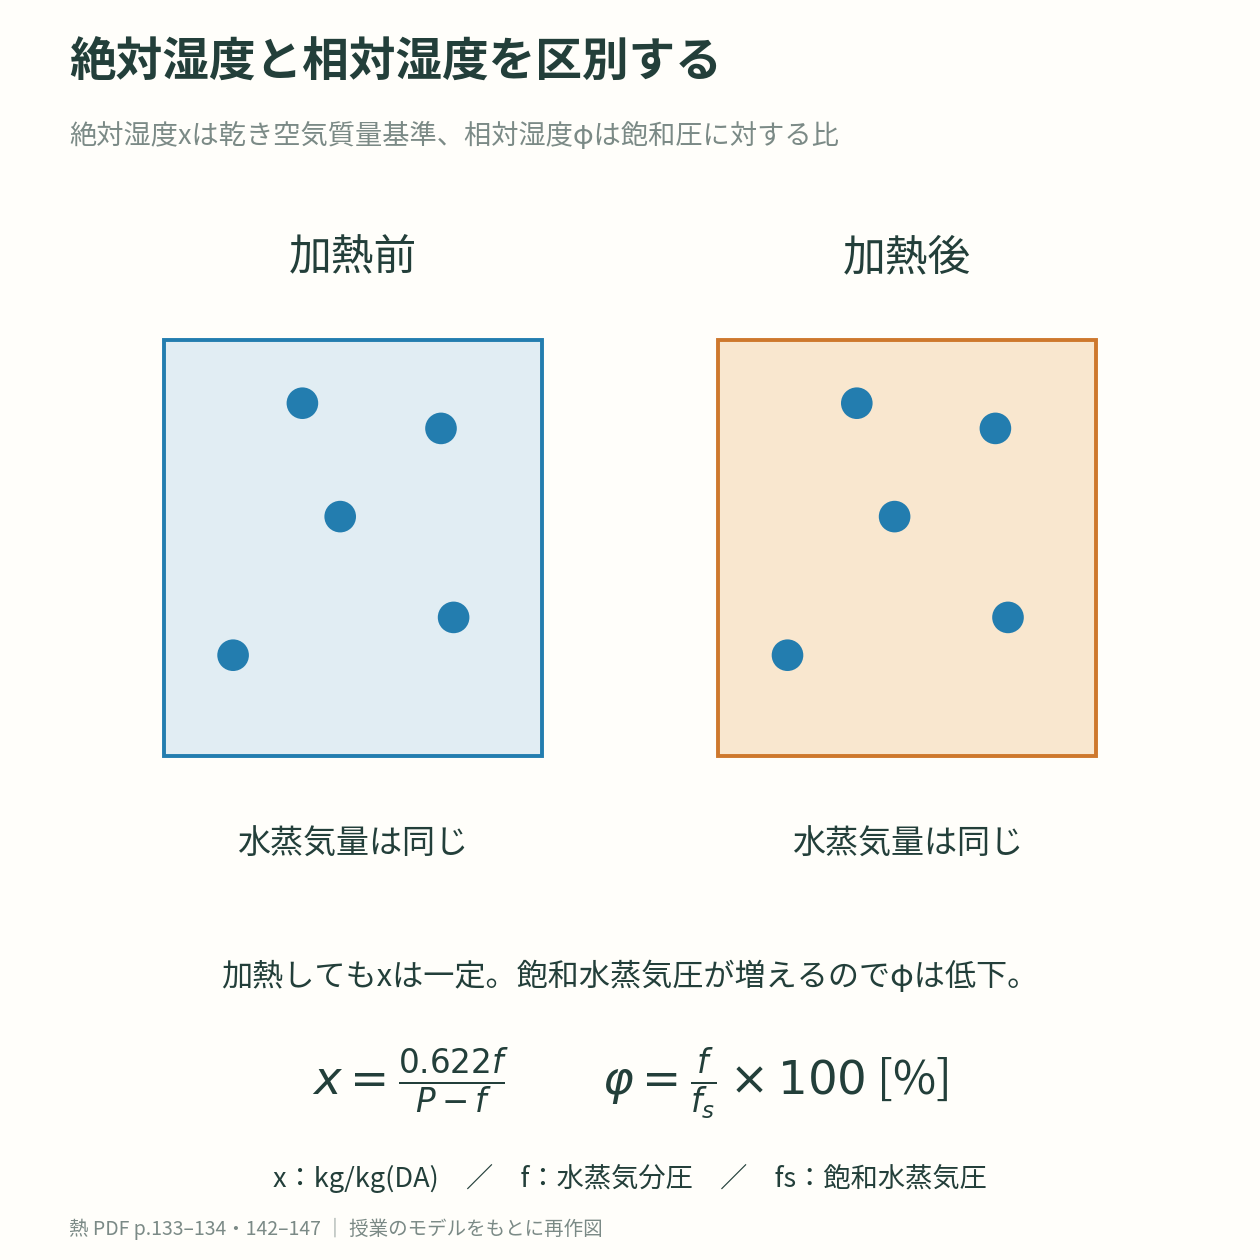 絶対湿度と相対湿度を区別する
絶対湿度xは乾き空気質量基準、相対湿度φは飽和圧に対する比
加熱前
加熱後
水蒸気量は同じ
水蒸気量は同じ
加熱してもxは一定。飽和水蒸気圧が増えるのでφは低下。
x = 0.622f / (P − f)　　φ = f / f_s × 100 [%]
x：kg/kg(DA)　／　f：水蒸気分圧　／　fs：飽和水蒸気圧
熱 PDF p.133–134・142–147｜授業のモデルをもとに再作図